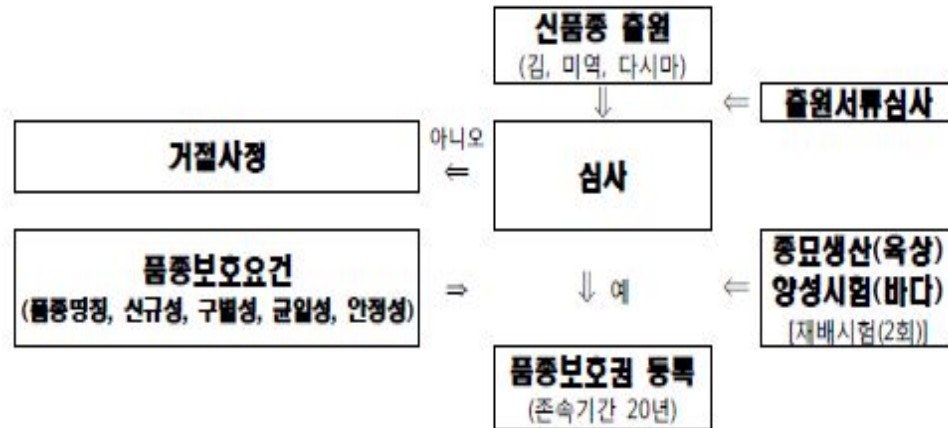 신품종 출원
(김, 미역, 다시마)
⇓
⇐
출원서류심사
거절사정
아니오
⇐
심사
품종보호요건
(품종명칭, 신규성, 구별성, 균일성, 안정성)
⇒
⇓ 예
⇐
종묘생산(육상)
양성시험(바다)
[재배시험(2회)]
품종보호권 등록
(존속기간 20년)